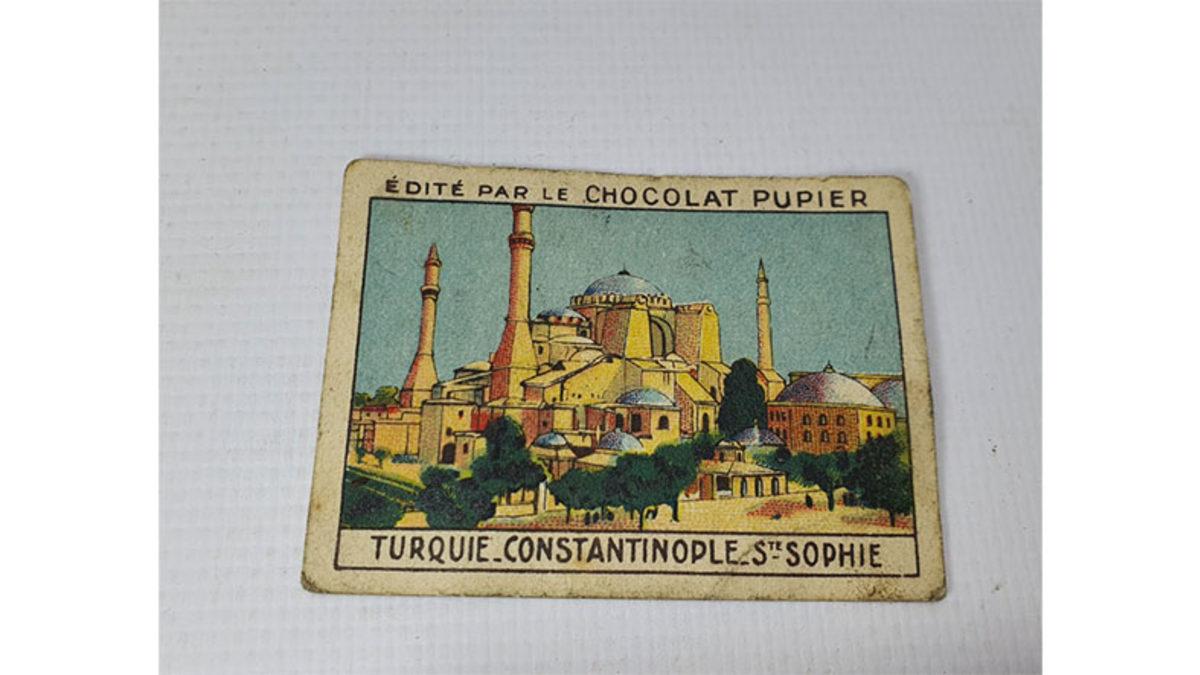 ÉDITÉ PAR LE CHOCOLAT PUPIER
TURQUIE_CONSTANTINOPLE_STE-SOPHIE